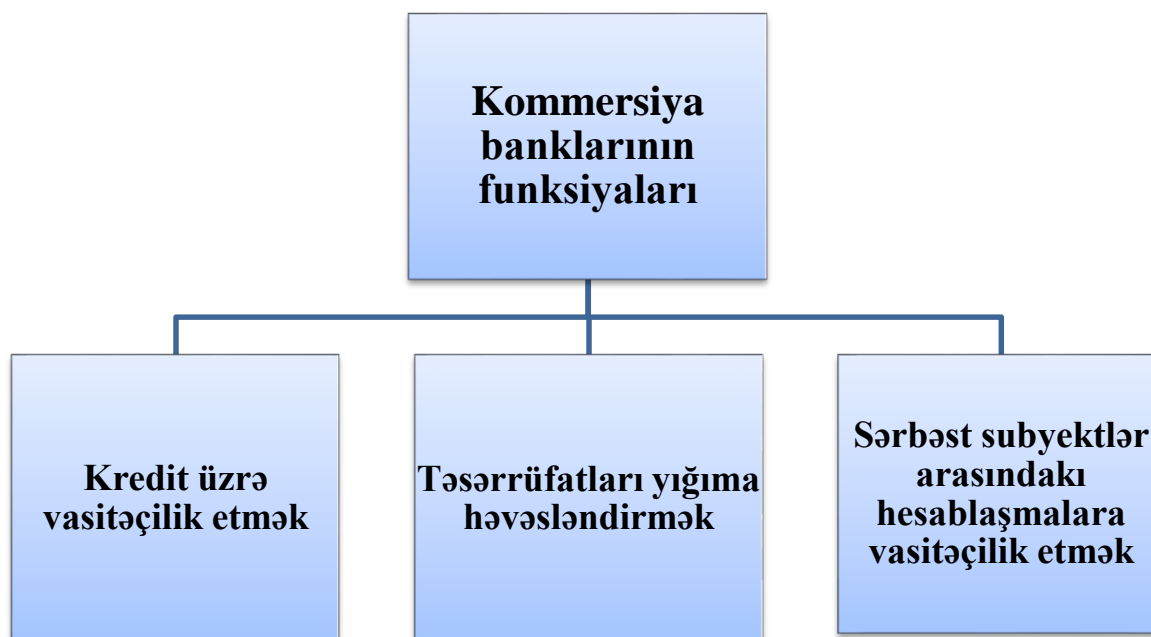 Kommersiya
banklarının
funksiyaları
Kredit üzrə
vasitəçilik etmək
Təsərrüfatları yığıma
həvəsləndirmək
Sərbəst subyektlər
arasındakı
hesablaşmalara
vasitəçilik etmək